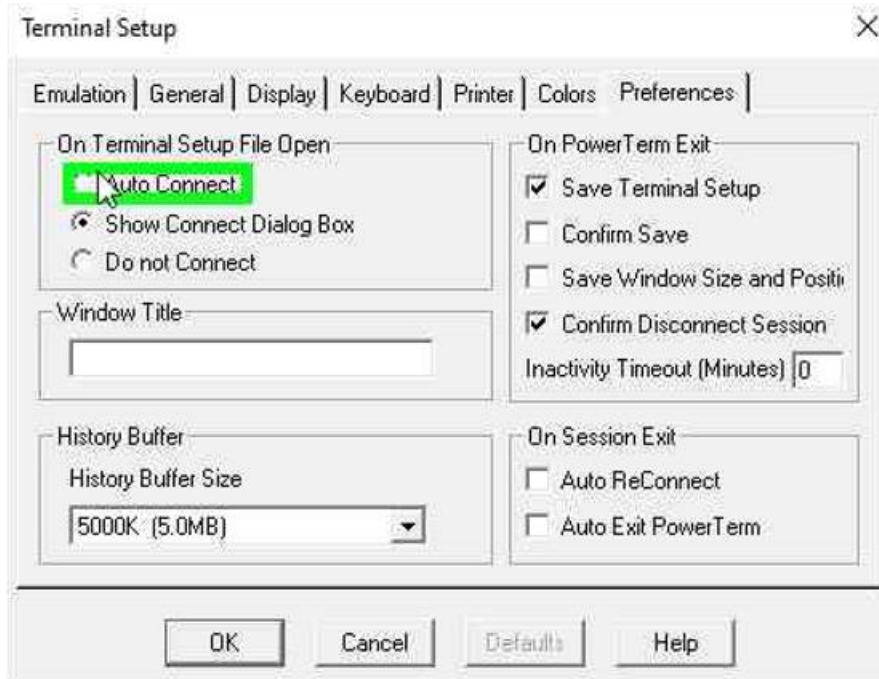 Terminal Setup
Emulation General Display Keyboard Printer Colors Preferences
On Terminal Setup File Open
Auto Connect
Show Connect Dialog Box
Do not Connect
Window Title
History Buffer
History Buffer Size
5000K (5.0MB)
On PowerTerm Exit
Save Terminal Setup
Confirm Save
Save Window Size and Positi
Confirm Disconnect Session
Inactivity Timeout (Minutes) 0
On Session Exit
Auto ReConnect
Auto Exit PowerTerm
OK Cancel Defaults Help